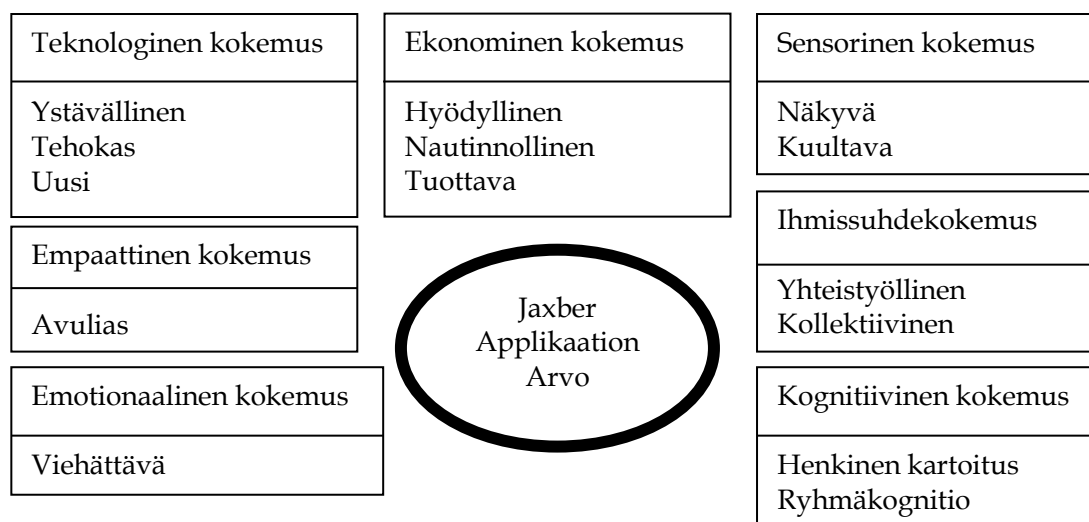 Teknologinen kokemus
Ystävällinen
Tehokas
Uusi
Ekonominen kokemus
Hyödyllinen
Nautinnollinen
Tuottava
Sensorinen kokemus
Näkyvä
Kuultava
Empaattinen kokemus
Avulias
Jaxber
Applikaation
Arvo
Ihmissuhdekokemus
Yhteistyöllinen
Kollektiivinen
Emotionaalinen kokemus
Viehättävä
Kognitiivinen kokemus
Henkinen kartoitus
Ryhmäkognitio